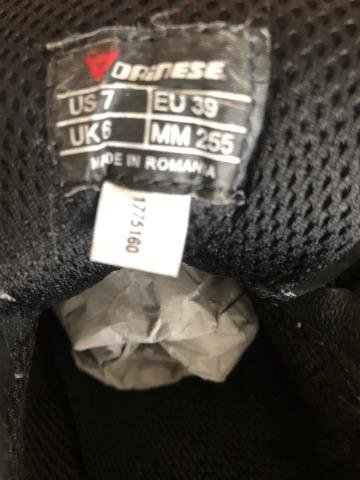 DAINESE
US 7 EU 39
UK 6 MM 255
MADE IN ROMANIA
1775160